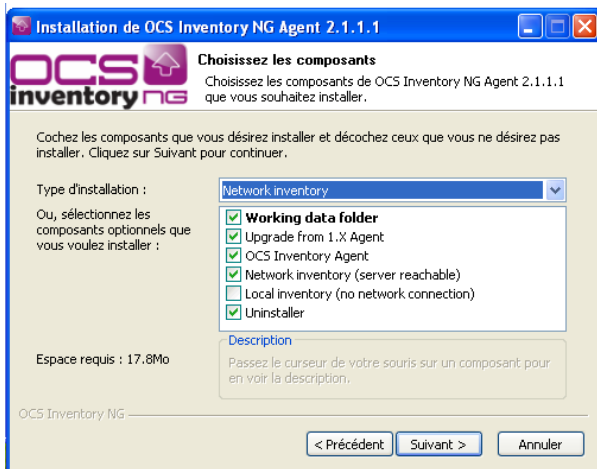 Installation de OCS Inventory NG Agent 2.1.1.1
OCS
inventory NG
Choisissez les composants
Choisissez les composants de OCS Inventory NG Agent 2.1.1.1
que vous souhaitez installer.
Cochez les composants que vous désirez installer et décochez ceux que vous ne désirez pas
installer. Cliquez sur Suivant pour continuer.
Type d'installation :
Network inventory
Ou, sélectionnez les
composants optionnels que
vous voulez installer :
Working data folder
Upgrade from 1.X Agent
OCS Inventory Agent
Network inventory (server reachable)
Local inventory (no network connection)
Uninstaller
Espace requis : 17.8Mo
Description
Passez le curseur de votre souris sur un composant pour
en voir la description.
OCS Inventory NG
< Précédent
Suivant >
Annuler